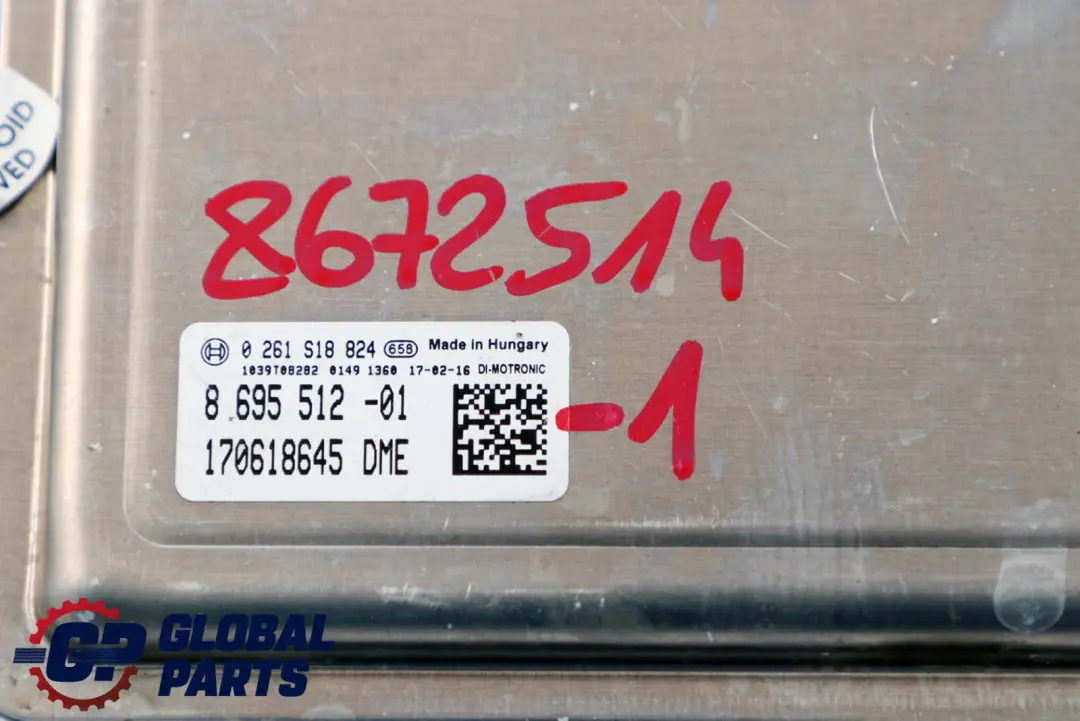 OID
VED
8672514
0 261 S18 824 658 Made in Hungary
1039T08282 0149 1360 17-02-16 DI-MOTRONIC
8 695 512 -01
170618645 DME
-1
GP GLOBAL
PARTS